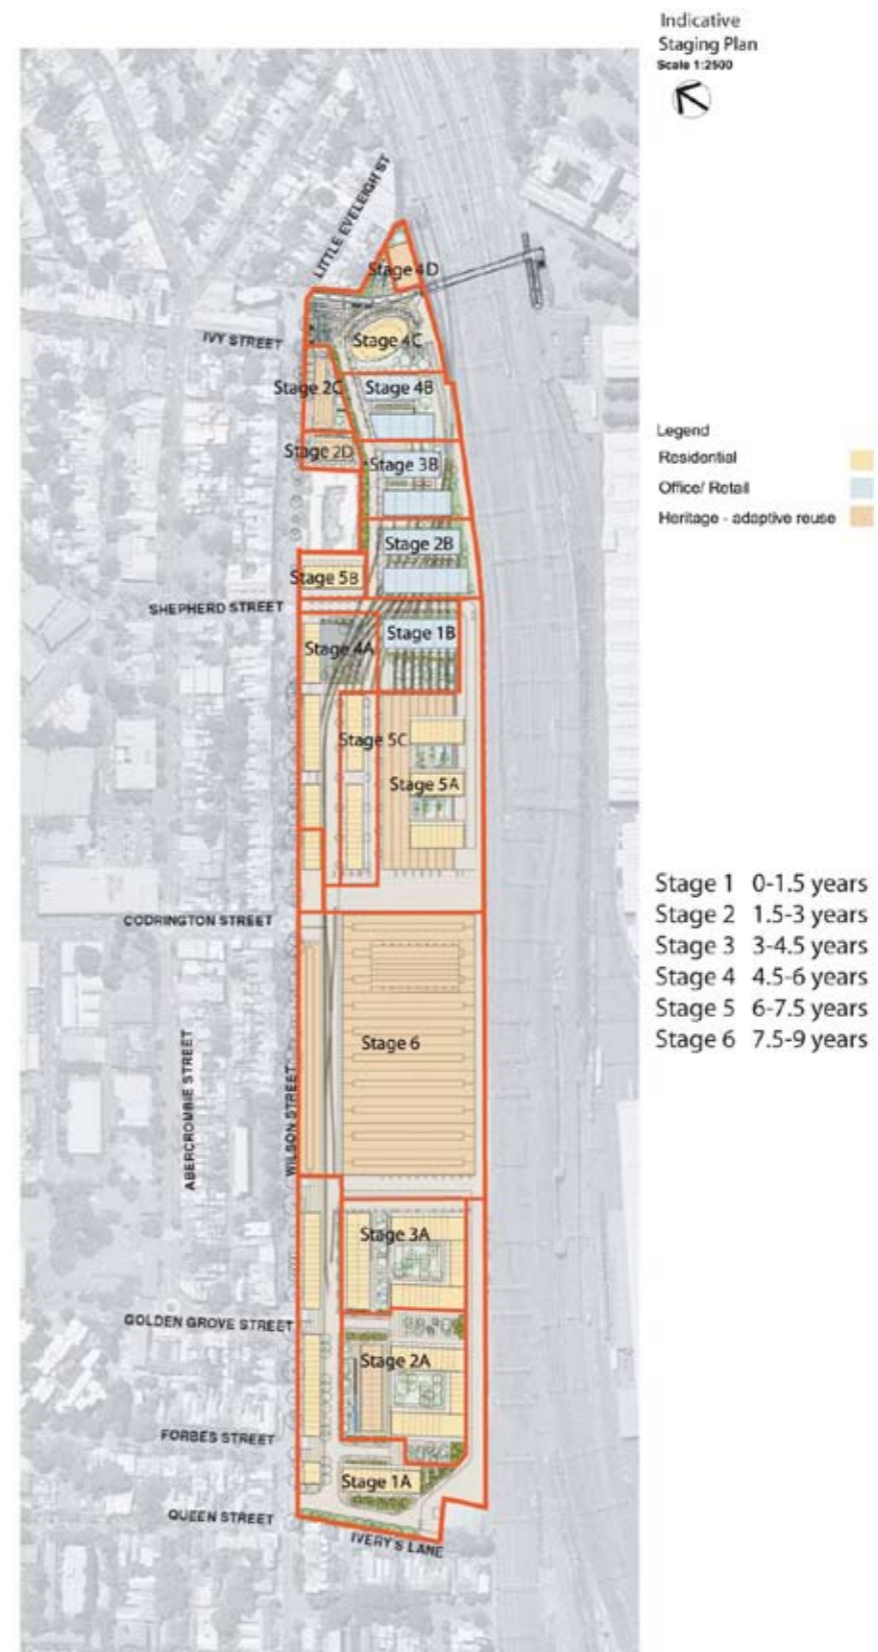 Indicative
Staging Plan
Scale 1:2500
LITTLE EVELEIGH ST
Stage 4D
IVY STREET
Stage 4C
Stage 2C
Stage 4B
Stage 2D
Stage 3B
Stage 2B
Stage 5B
SHEPHERD STREET
Stage 1B
Stage 4A
Stage 5C
Stage 5A
CODRINGTON STREET
Stage 6
ABERCROMBIE STREET
WILSON STREET
Stage 3A
GOLDEN GROVE STREET
Stage 2A
FORBES STREET
Stage 1A
QUEEN STREET
IVERY'S LANE
Legend
Residential
Office/ Retail
Heritage - adaptive reuse
Stage 1 0-1.5 years
Stage 2 1.5-3 years
Stage 3 3-4.5 years
Stage 4 4.5-6 years
Stage 5 6-7.5 years
Stage 6 7.5-9 years